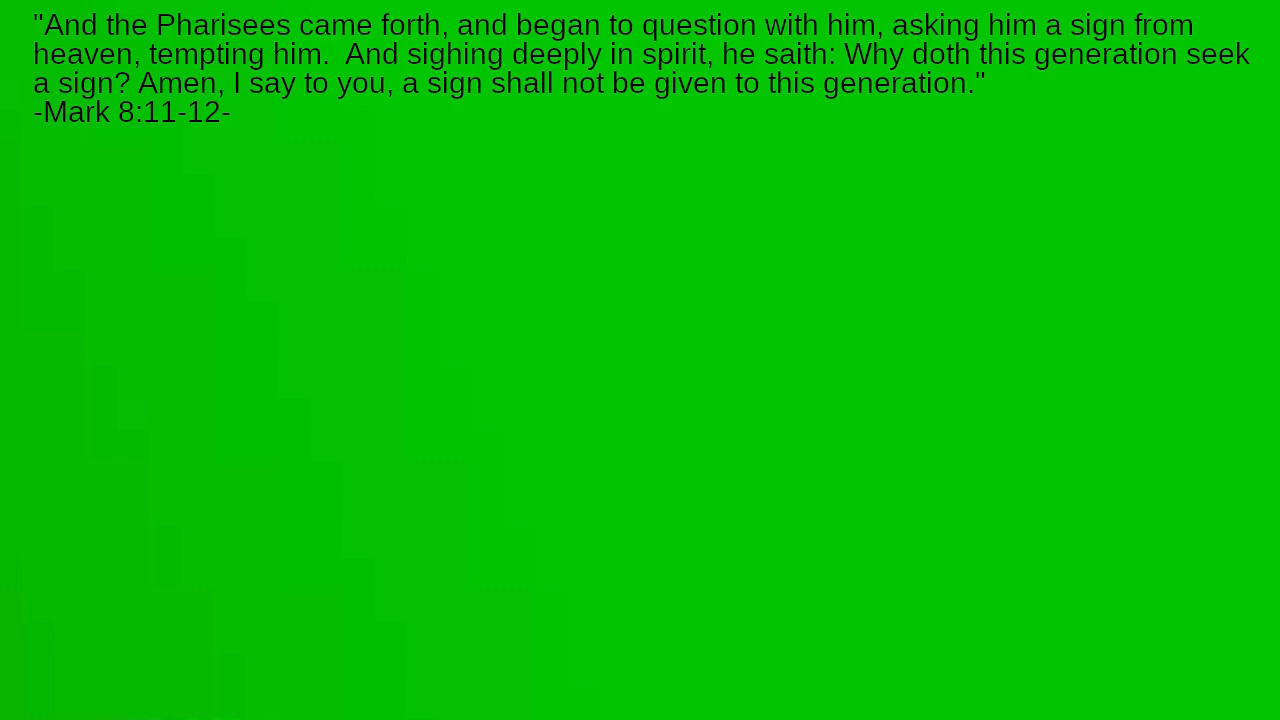 "And the Pharisees came forth, and began to question with him, asking him a sign from
heaven, tempting him.  And sighing deeply in spirit, he saith: Why doth this generation seek
a sign? Amen, I say to you, a sign shall not be given to this generation."
-Mark 8:11-12-